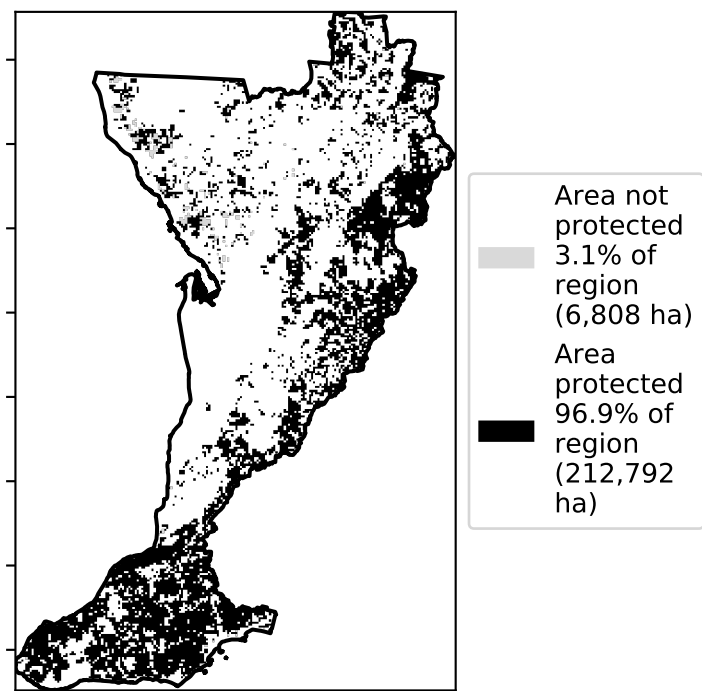 Area not
protected
3.1% of
region
(6,808 ha)
Area
protected
96.9% of
region
(212,792
ha)